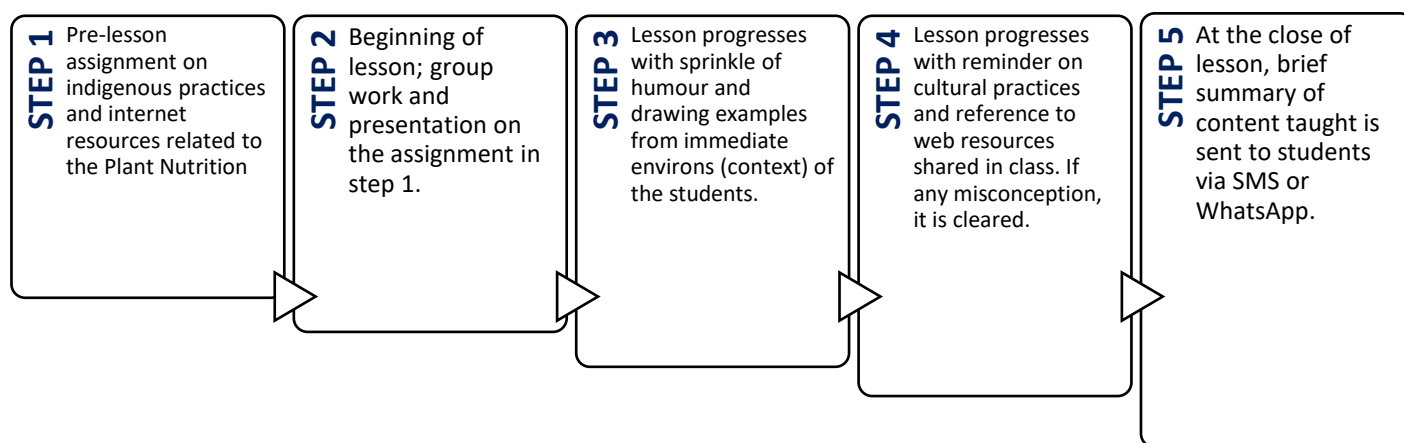 STEP 1
Pre-lesson
assignment on
indigenous practices
and internet
resources related to
the Plant Nutrition
STEP 2
Beginning of
lesson; group
work and
presentation on
the assignment in
step 1.
STEP 3
Lesson progresses
with sprinkle of
humour and
drawing examples
from immediate
environs (context) of
the students.
STEP 4
Lesson progresses
with reminder on
cultural practices
and reference to
web resources
shared in class. If
any misconception,
it is cleared.
STEP 5
At the close of
lesson, brief
summary of
content taught is
sent to students
via SMS or
WhatsApp.